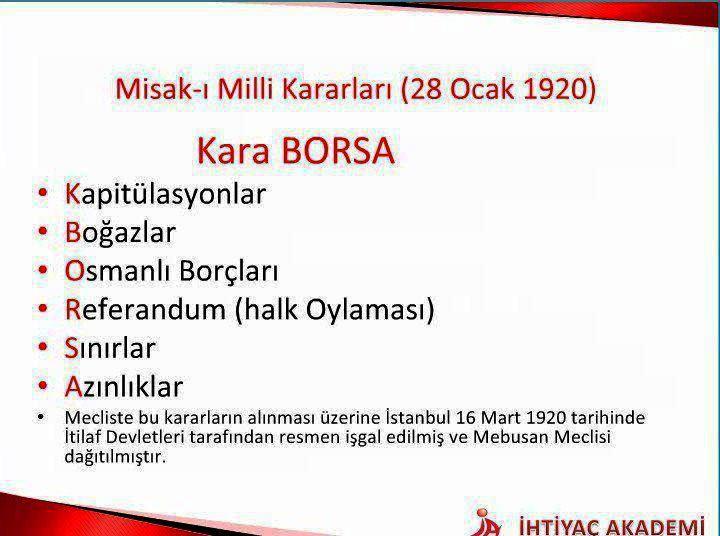 Misak-ı Milli Kararları (28 Ocak 1920)
Kara BORSA
• Kapitülasyonlar
• Boğazlar
• Osmanlı Borçları
• Referandum (halk Oylaması)
• Sınırlar
• Azınlıklar
• Mecliste bu kararların alınması üzerine İstanbul 16 Mart 1920 tarihinde
İtilaf Devletleri tarafından resmen işgal edilmiş ve Mebusan Meclisi
dağıtılmıştır.
İHTİYAÇ AKADEMİ